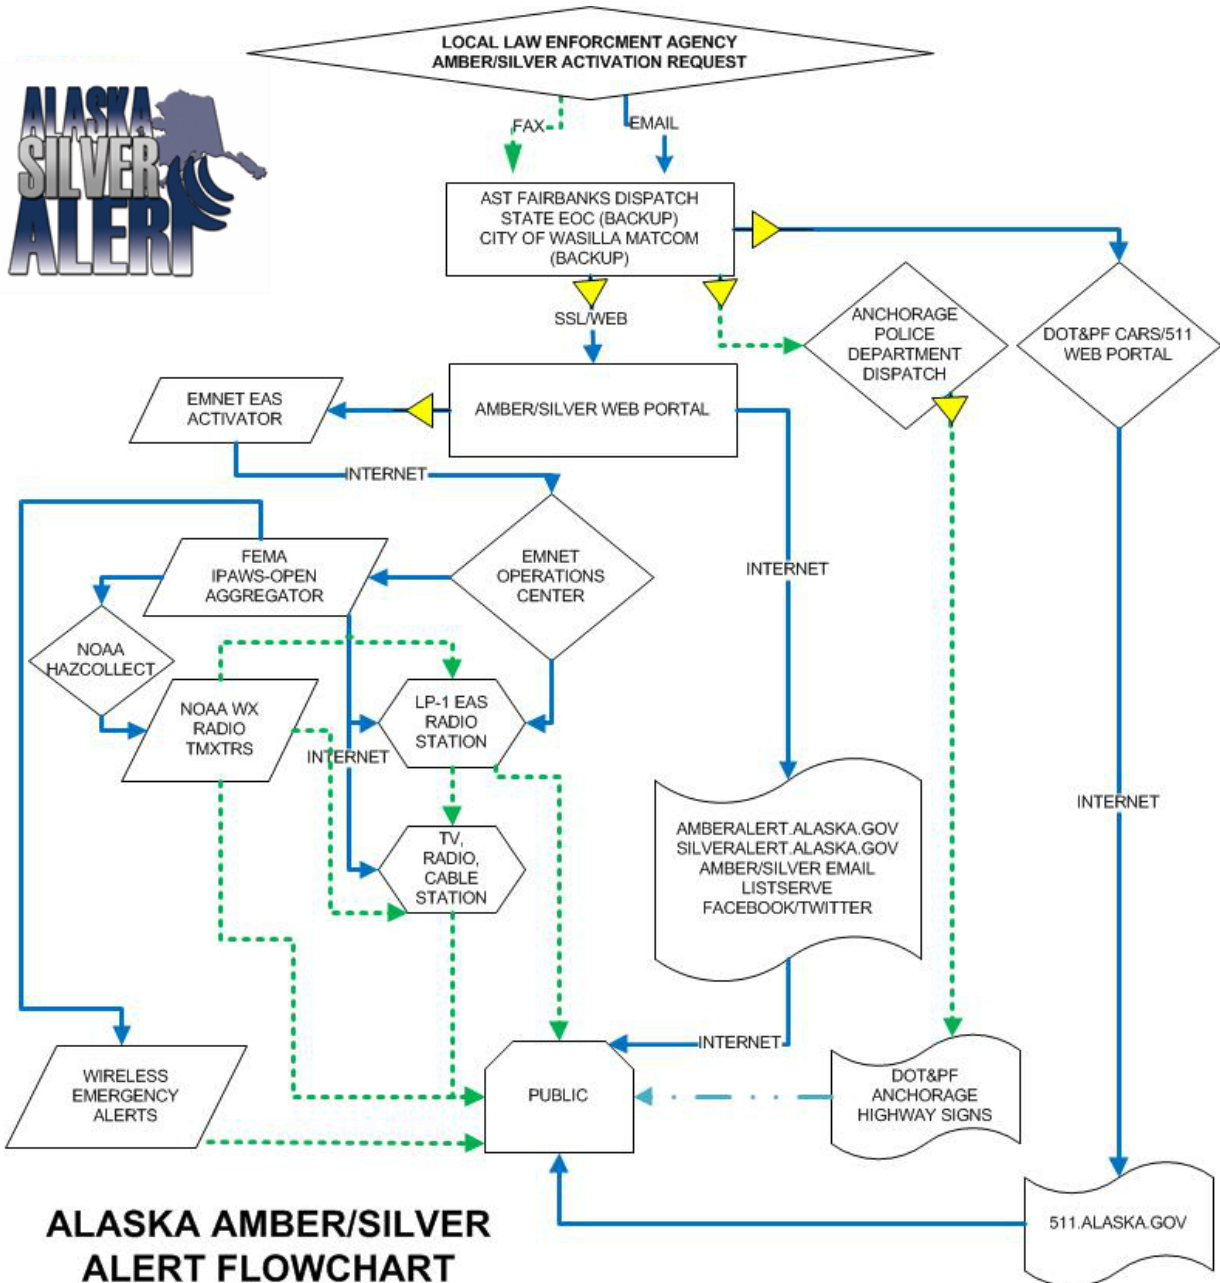 LOCAL LAW ENFORCMENT AGENCY
AMBER/SILVER ACTIVATION REQUEST
ALASKA
SILVER
ALERT
FAX
EMAIL
AST FAIRBANKS DISPATCH
STATE EOC (BACKUP)
CITY OF WASILLA MATCOM
(BACKUP)
SSL/WEB
ANCHORAGE
POLICE
DEPARTMENT
DISPATCH
DOT&PF CARS/511
WEB PORTAL
EMNET EAS
ACTIVATOR
AMBER/SILVER WEB PORTAL
INTERNET
FEMA
IPAWS-OPEN
AGGREGATOR
EMNET
OPERATIONS
CENTER
INTERNET
NOAA
HAZCOLLECT
NOAA WX
RADIO
TMXTRS
LP-1 EAS
RADIO
STATION
INTERNET
TV,
RADIO,
CABLE
STATION
AMBERALERT.ALASKA.GOV
SILVERALERT.ALASKA.GOV
AMBER/SILVER EMAIL
LISTSERVE
FACEBOOK/TWITTER
INTERNET
INTERNET
WIRELESS
EMERGENCY
ALERTS
PUBLIC
DOT&PF
ANCHORAGE
HIGHWAY SIGNS
511.ALASKA.GOV
ALASKA AMBER/SILVER
ALERT FLOWCHART